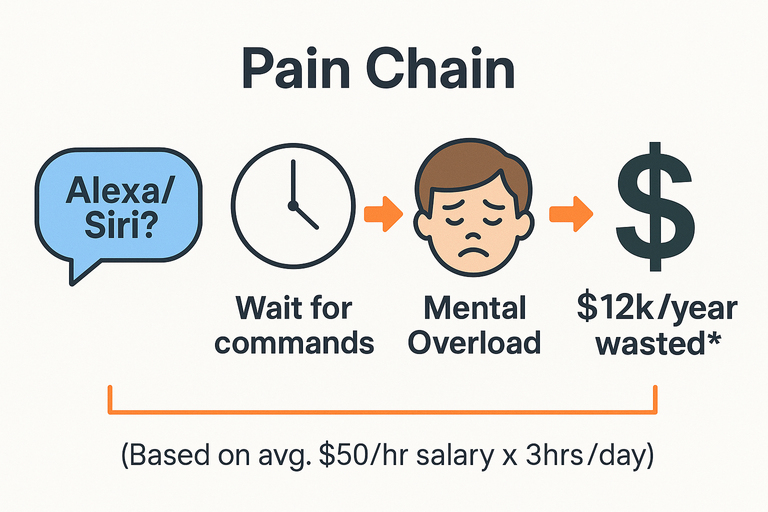 Pain Chain
Alexa/
Siri?
Wait for
commands
Mental
Overload
$12k/year
wasted*
(Based on avg. $50/hr salary x 3hrs/day)